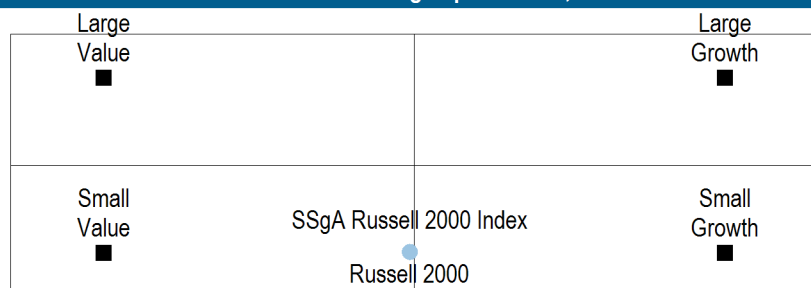 Large
Value
Large
Growth
Small
Value
SSgA Russell 2000 Index
Russell 2000
Small
Growth